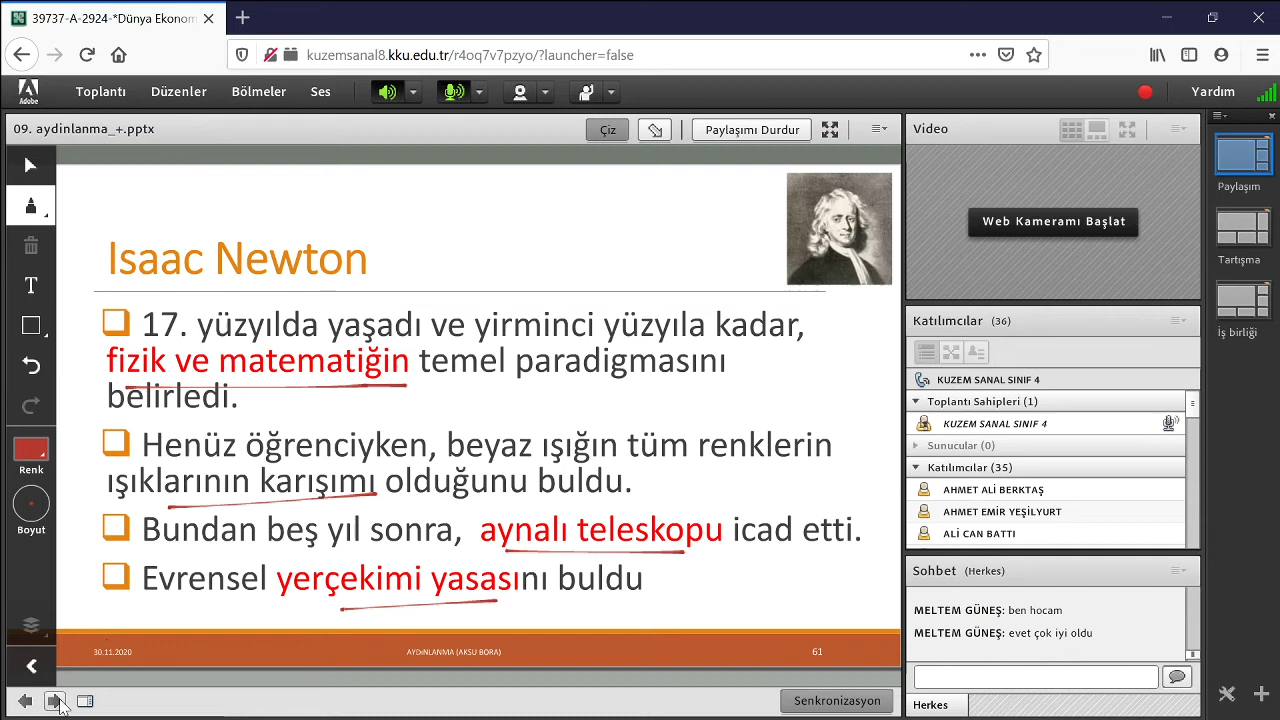 39737-A-2924-*Dünya Ekonom
kuzemsanal8.kku.edu.tr/r4oq7v7pzyo/?launcher=false
Adobe
Toplantı
Düzenler
Bölmeler
Ses
Yardım
09. aydinlanma_+.pptx
Çiz
Paylaşımı Durdur
Isaac Newton
17. yüzyılda yaşadı ve yirminci yüzyıla kadar,
fizik ve matematiğin temel paradigmasını
belirledi.
Henüz öğrenciyken, beyaz ışığın tüm renklerin
ışıklarının karışımı olduğunu buldu.
Bundan beş yıl sonra, aynalı teleskopu icad etti.
Evrensel yerçekimi yasasını buldu
30.11.2020
AYDıNLANMA (AKSU BORA)
61
T
Renk
Boyut
Senkronizasyon
Video
Web Kameramı Başlat
Katılımcılar (36)
KUZEM SANAL SINIF 4
Toplantı Sahipleri (1)
KUZEM SANAL SINIF 4
Sunucular (0)
Katılımcılar (35)
AHMET ALİ BERKTAŞ
AHMET EMİR YEŞİLYURT
ALİ CAN BATTI
Sohbet (Herkes)
MELTEM GÜNEŞ: ben hocam
MELTEM GÜNEŞ: evet çok iyi oldu
Herkes
Paylaşım
Tartışma
İş birliği